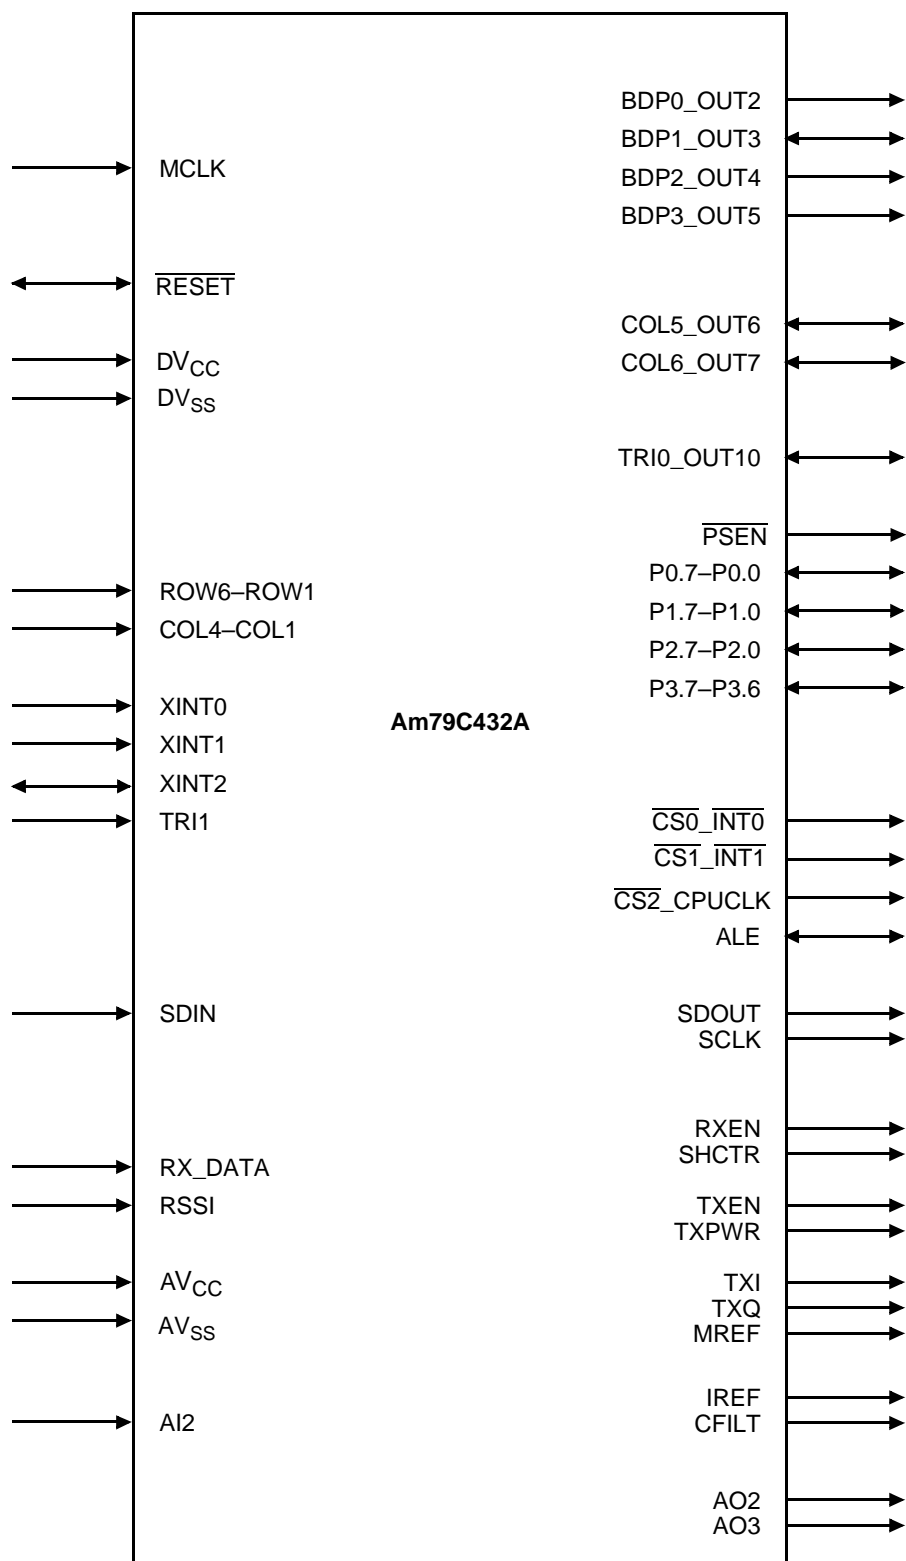 BDP0_OUT2
BDP1_OUT3
MCLK
BDP2_OUT4
BDP3_OUT5
RESET
COL5_OUT6
DVCC
COL6_OUT7
DVSS
TRI0_OUT10
PSEN
P0.7–P0.0
ROW6–ROW1
P1.7–P1.0
COL4–COL1
P2.7–P2.0
P3.7–P3.6
XINT0
Am79C432A
XINT1
XINT2
TRI1
CS0_INT0
CS1_INT1
CS2_CPUCLK
ALE
SDIN
SDOUT
SCLK
RXEN
SHCTR
RX_DATA
RSSI
TXEN
TXPWR
AVCC
TXI
TXQ
AVSS
MREF
IREF
AI2
CFILT
AO2
AO3